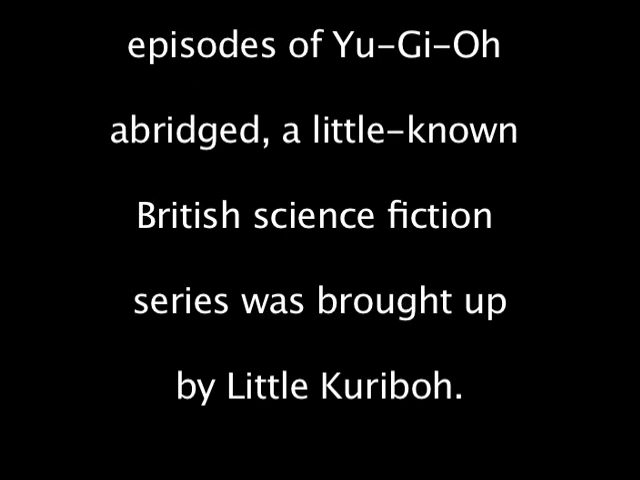 episodes of Yu-Gi-Oh
abridged, a little-known
British science fiction
series was brought up
by Little Kuriboh.